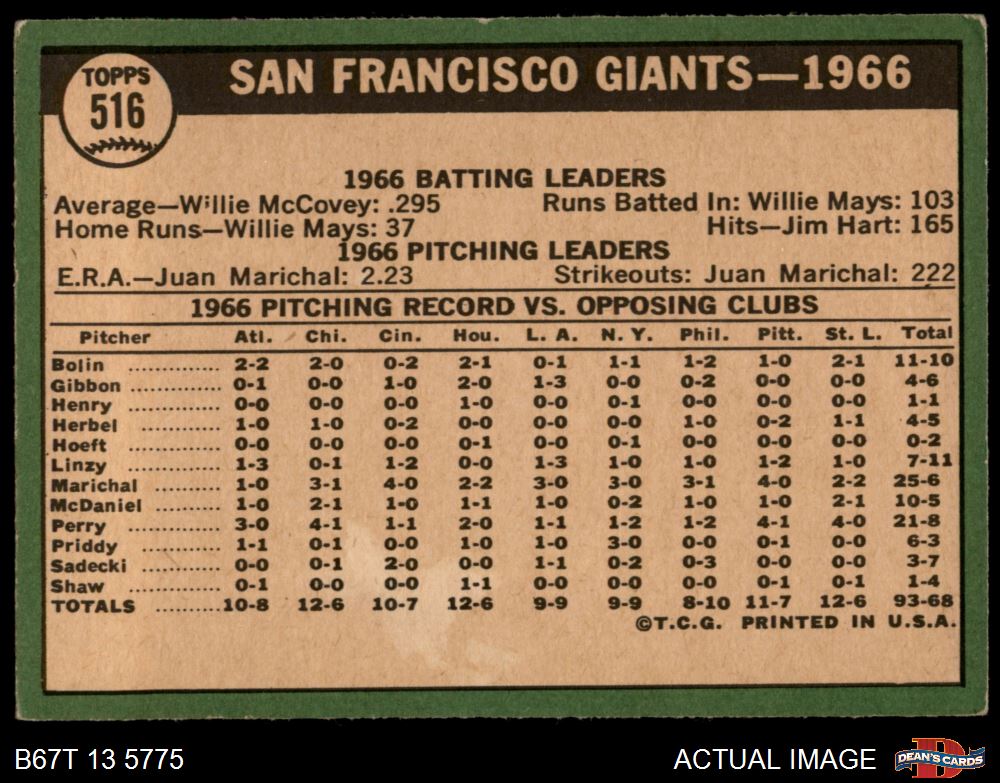 TOPPS
516
SAN FRANCISCO GIANTS—1966
1966 BATTING LEADERS
Average—Willie McCovey: .295 Runs Batted In: Willie Mays: 103
Home Runs—Willie Mays: 37 Hits—Jim Hart: 165
1966 PITCHING LEADERS
E.R.A.—Juan Marichal: 2.23 Strikeouts: Juan Marichal: 222
1966 PITCHING RECORD VS. OPPOSING CLUBS
Pitcher Atl. Chi. Cin. Hou. L. A. N. Y. Phil. Pitt. St. L. Total
Bolin ............ 2-2 2-0 0-2 2-1 0-1 1-1 1-2 1-0 2-1 11-10
Gibbon ............ 0-1 0-0 1-0 2-0 1-3 0-0 0-2 0-0 0-0 4-6
Henry ............ 0-0 0-0 0-0 1-0 0-0 0-1 0-0 0-0 0-0 1-1
Herbel ............ 1-0 1-0 0-2 0-0 0-0 0-0 1-0 0-2 1-1 4-5
Hoeft ............ 0-0 0-0 0-0 0-1 0-0 0-1 0-0 0-0 0-0 0-2
Linzy ............ 1-3 0-1 1-2 0-0 1-3 1-0 1-0 1-2 1-0 7-11
Marichal ........ 1-0 3-1 4-0 2-2 3-0 3-0 3-1 4-0 2-2 25-6
McDaniel ........ 1-0 2-1 1-0 1-1 1-0 0-2 1-0 1-0 2-1 10-5
Perry ............ 3-0 4-1 1-1 2-0 1-1 1-2 1-2 4-1 4-0 21-8
Priddy .......... 1-1 0-1 0-0 1-0 1-0 3-0 0-0 0-1 0-0 6-3
Sadecki .......... 0-0 0-1 2-0 0-0 1-1 0-2 0-3 0-0 0-0 3-7
Shaw ............ 0-1 0-0 0-0 1-1 0-0 0-0 0-0 0-1 0-1 1-4
TOTALS .......... 10-8 12-6 10-7 12-6 9-9 9-9 8-10 11-7 12-6 93-68
©T.C.G. PRINTED IN U.S.A.
B67T 13 5775 ACTUAL IMAGE D DEAN'S CARDS